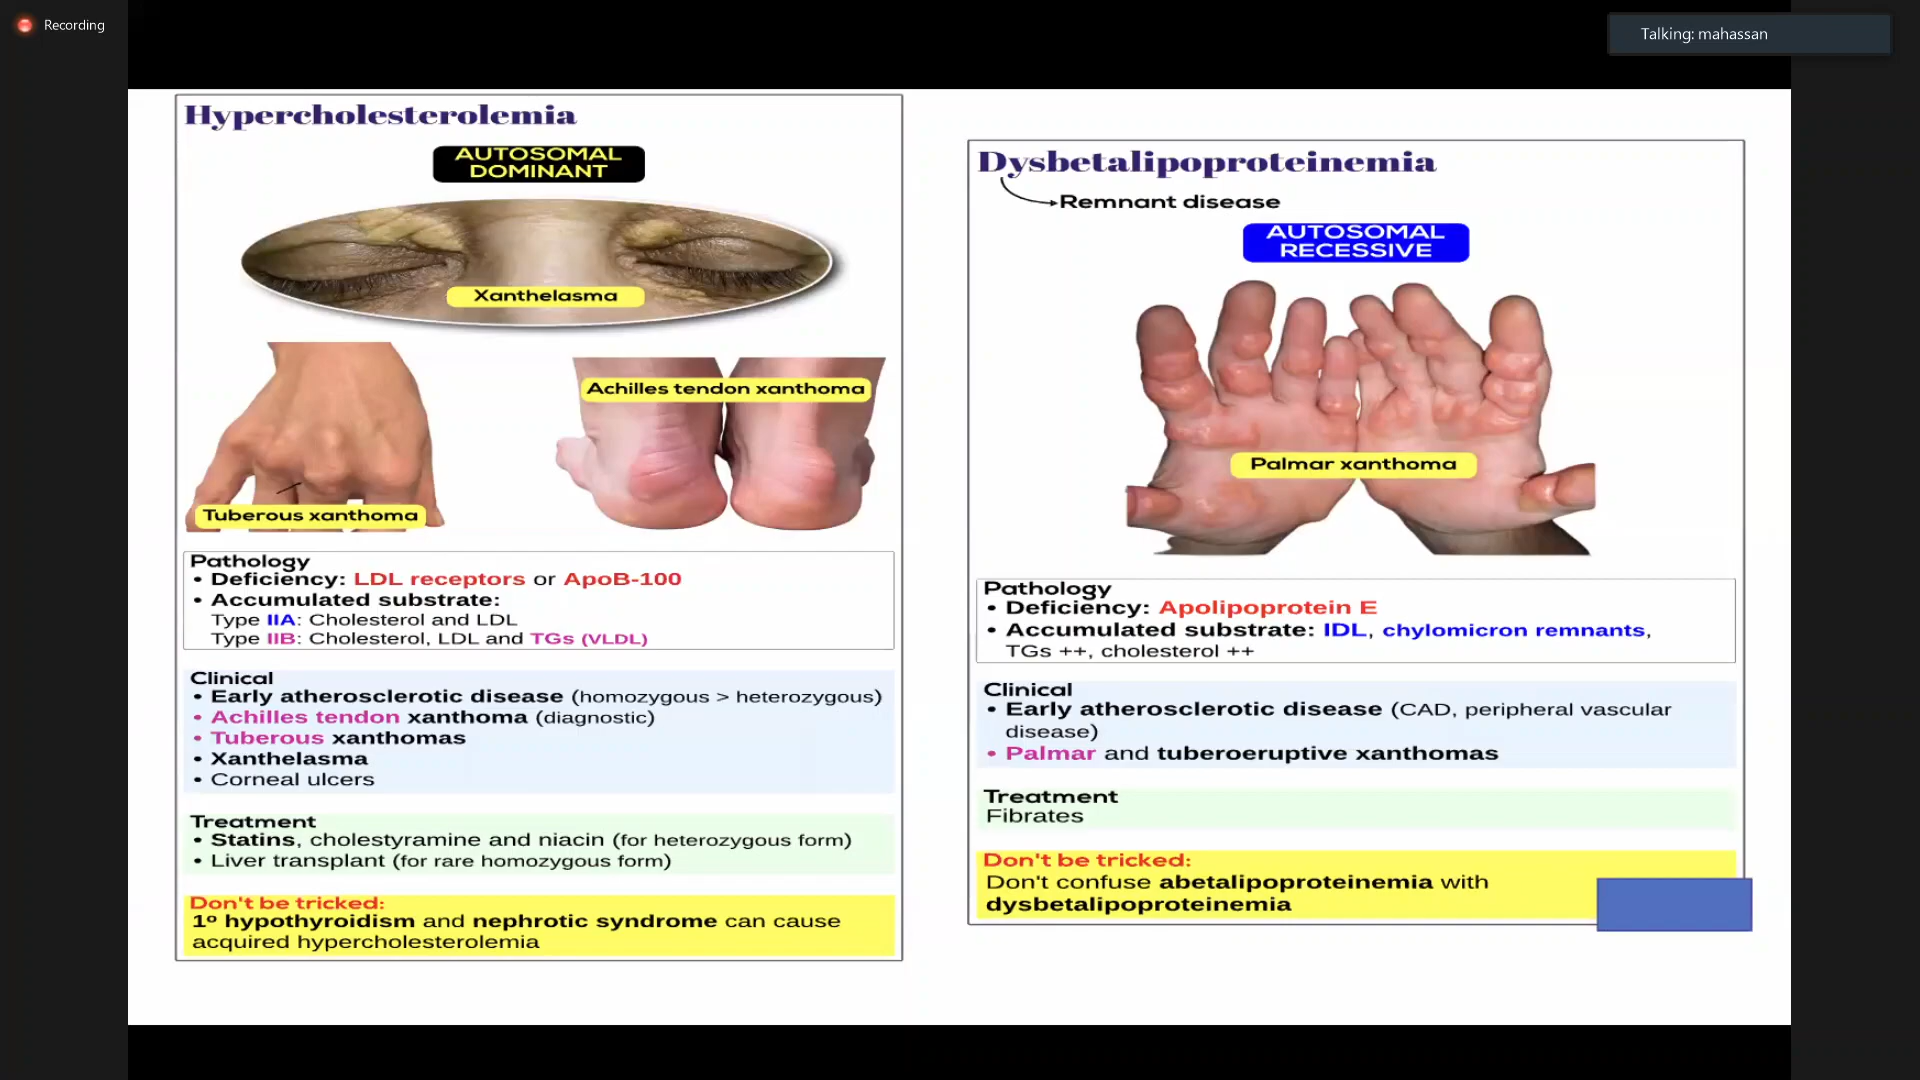 Recording
Talking: mahassan
Hypercholesterolemia
AUTOSOMAL
DOMINANT
Xanthelasma
Achilles tendon xanthoma
Tuberous xanthoma
Pathology
• Deficiency: LDL receptors or ApoB-100
• Accumulated substrate:
Type IIA: Cholesterol and LDL
Type IIB: Cholesterol, LDL and TGs (VLDL)
Clinical
• Early atherosclerotic disease (homozygous > heterozygous)
• Achilles tendon xanthoma (diagnostic)
• Tuberous xanthomas
• Xanthelasma
• Corneal ulcers
Treatment
• Statins, cholestyramine and niacin (for heterozygous form)
• Liver transplant (for rare homozygous form)
Don't be tricked:
1º hypothyroidism and nephrotic syndrome can cause
acquired hypercholesterolemia
Dysbetalipoproteinemia
Remnant disease
AUTOSOMAL
RECESSIVE
Palmar xanthoma
Pathology
• Deficiency: Apolipoprotein E
• Accumulated substrate: IDL, chylomicron remnants,
TGs ++, cholesterol ++
Clinical
• Early atherosclerotic disease (CAD, peripheral vascular
disease)
• Palmar and tuberoeruptive xanthomas
Treatment
Fibrates
Don't be tricked:
Don't confuse abetalipoproteinemia with
dysbetalipoproteinemia